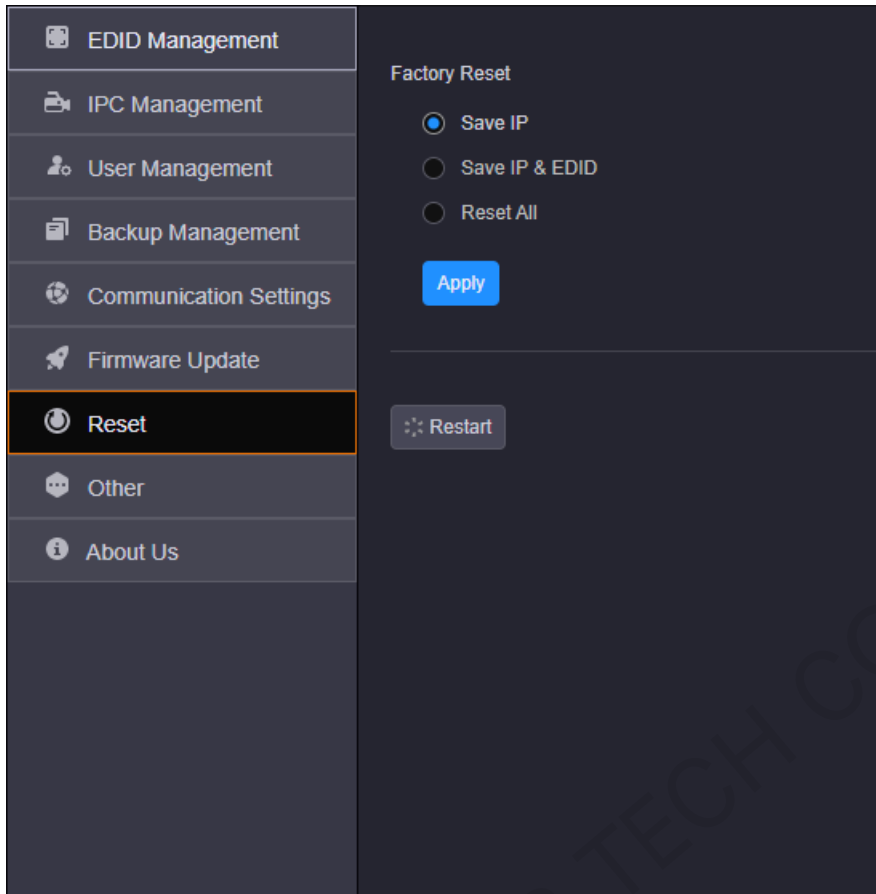 EDID Management
IPC Management
User Management
Backup Management
Communication Settings
Firmware Update
Reset
Other
About Us
Factory Reset
Save IP
Save IP & EDID
Reset All
Apply
Restart
TECH